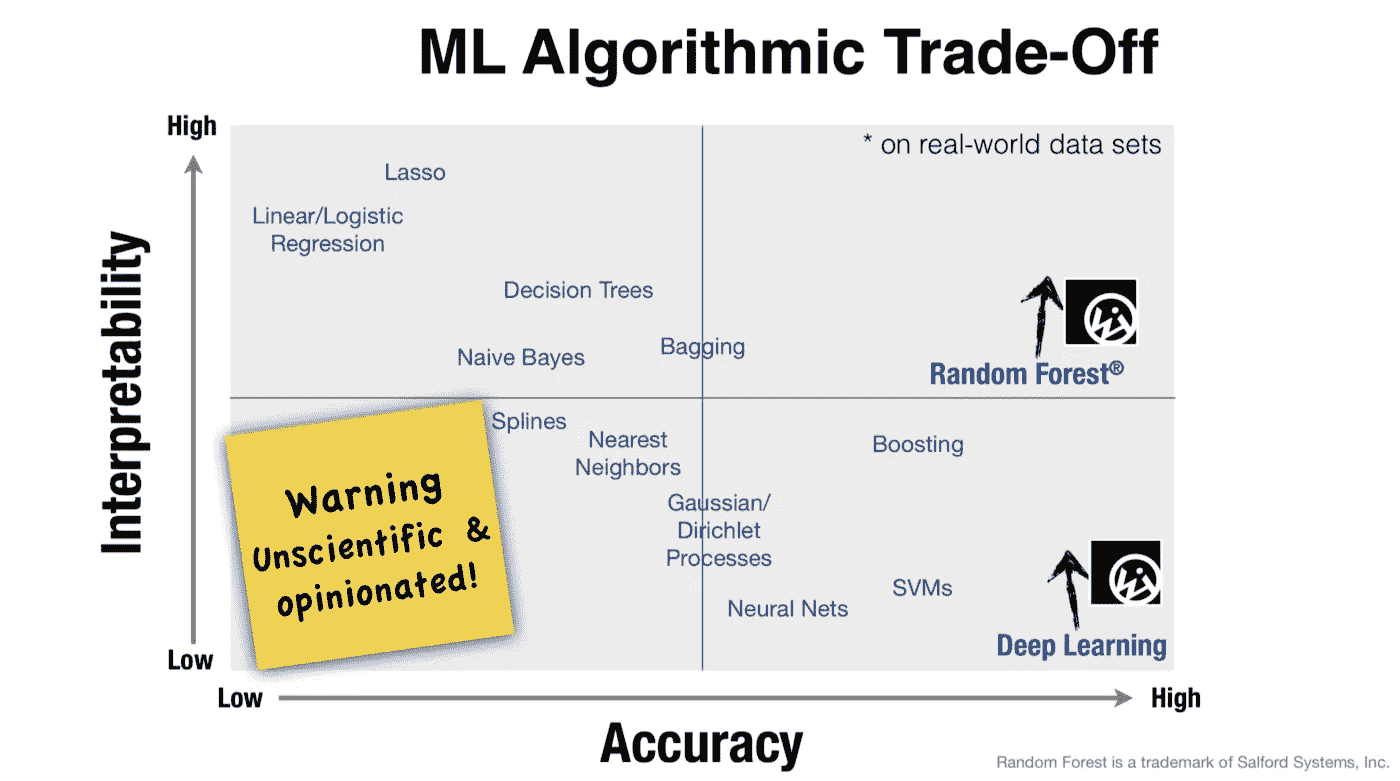 ML Algorithmic Trade-Off
High
* on real-world data sets
Lasso
Linear/Logistic
Regression
Decision Trees
Bagging
Naive Bayes
Random Forest®
Interpretability
Splines
Nearest
Neighbors
Boosting
Warning
Unscientific &
opinionated!
Gaussian/
Dirichlet
Processes
SVMs
Neural Nets
Deep Learning
Low
Low
High
Accuracy
Random Forest is a trademark of Salford Systems, Inc.